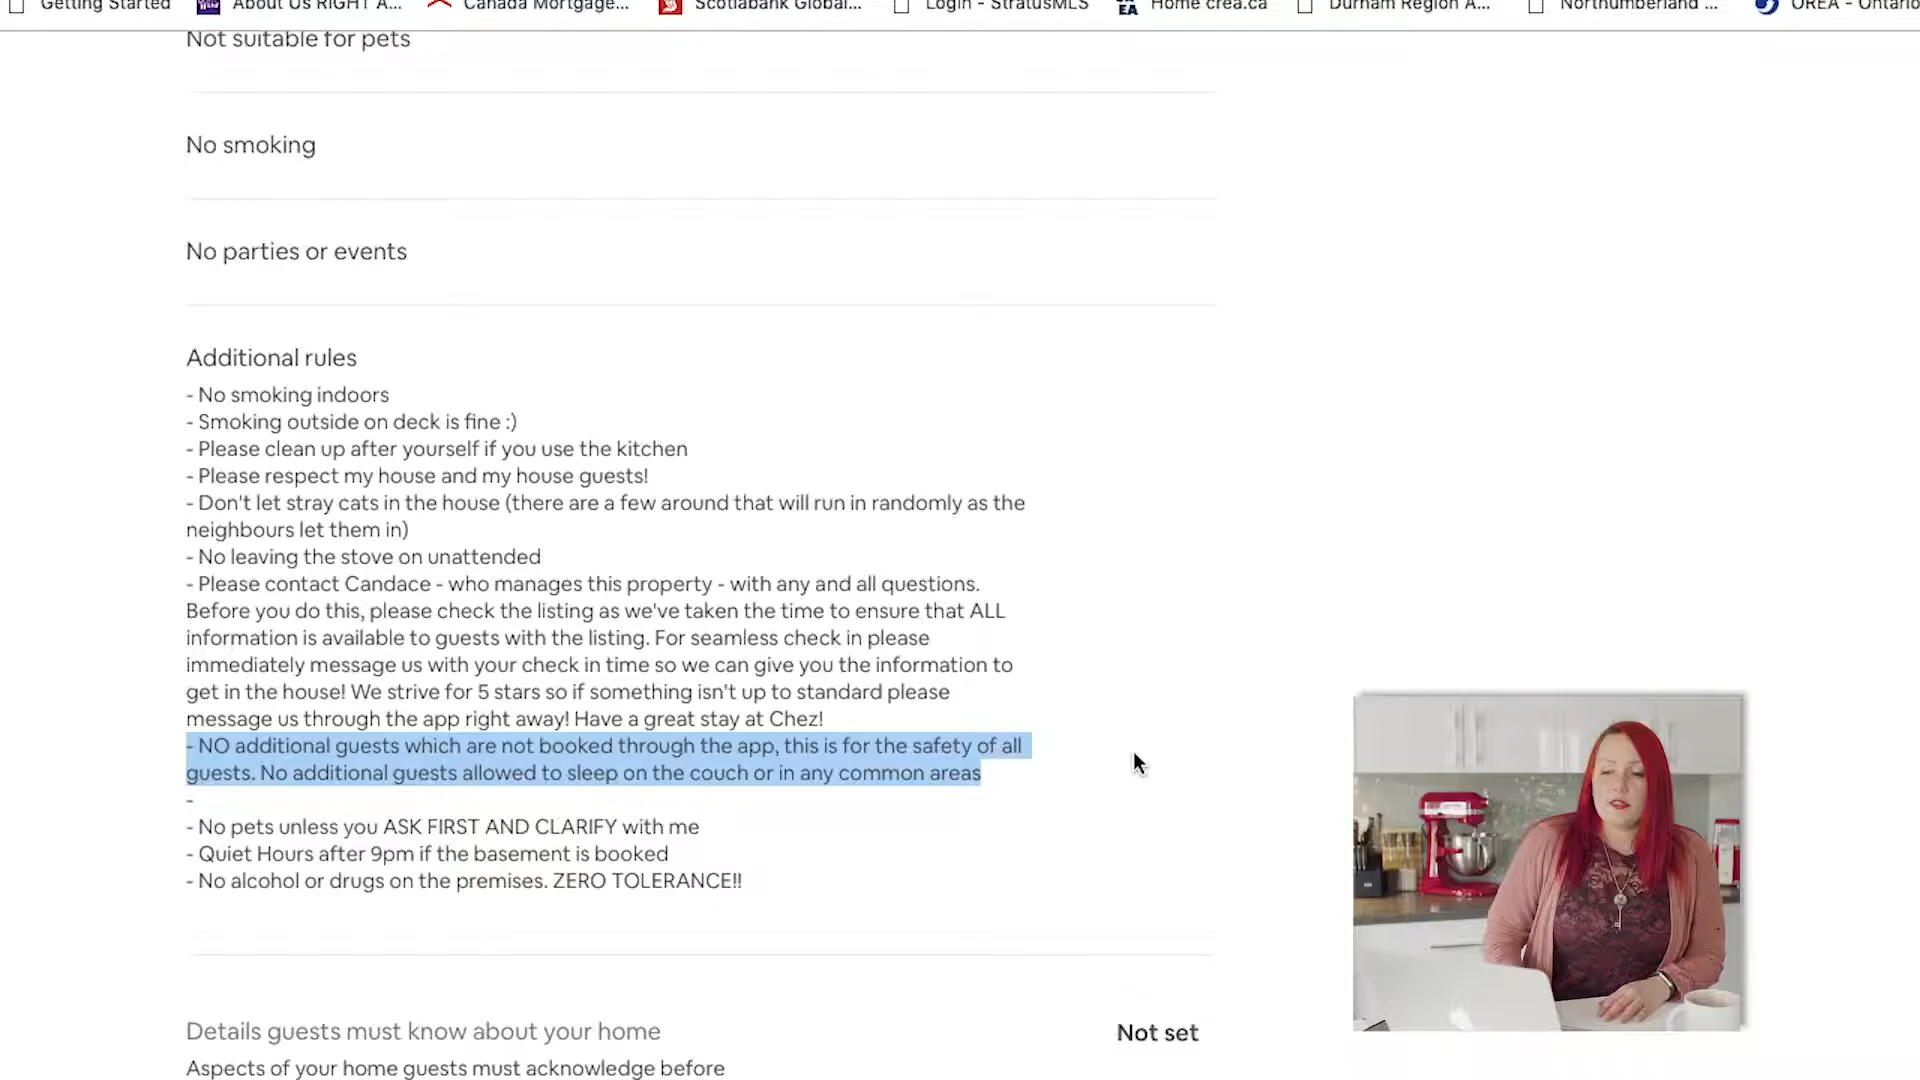 Getting Started About Us RIGHT A... Canada Mortgage... Scotiabank Global... Login - StratusMLS EA Home crea.ca Durham Region A... Northumberland ... OREA - Ontario
Not suitable for pets
No smoking
No parties or events
Additional rules
- No smoking indoors
- Smoking outside on deck is fine :)
- Please clean up after yourself if you use the kitchen
- Please respect my house and my house guests!
- Don't let stray cats in the house (there are a few around that will run in randomly as the
neighbours let them in)
- No leaving the stove on unattended
- Please contact Candace - who manages this property - with any and all questions.
Before you do this, please check the listing as we've taken the time to ensure that ALL
information is available to guests with the listing. For seamless check in please
immediately message us with your check in time so we can give you the information to
get in the house! We strive for 5 stars so if something isn't up to standard please
message us through the app right away! Have a great stay at Chez!
- NO additional guests which are not booked through the app, this is for the safety of all
guests. No additional guests allowed to sleep on the couch or in any common areas
-
- No pets unless you ASK FIRST AND CLARIFY with me
- Quiet Hours after 9pm if the basement is booked
- No alcohol or drugs on the premises. ZERO TOLERANCE!!
Details guests must know about your home Not set
Aspects of your home guests must acknowledge before